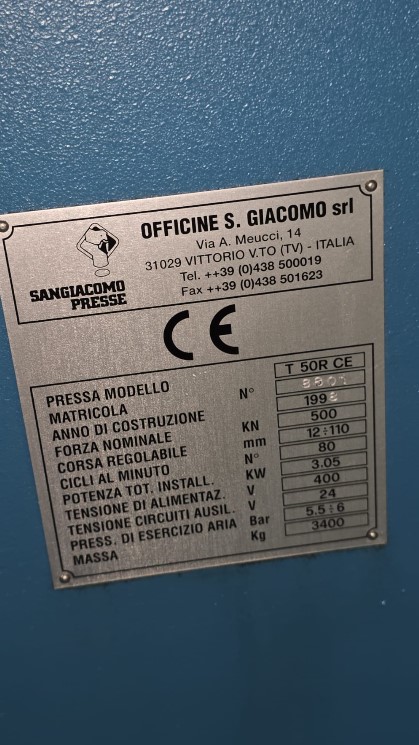 OFFICINE S. GIACOMO srl
Via A. Meucci, 14
31029 VITTORIO V.TO (TV) - ITALIA
Tel. ++39 (0)438 500019
Fax ++39 (0)438 501623
SANGIACOMO
PRESSE
CE
PRESSA MODELLO T 50R CE
MATRICOLA N°
ANNO DI COSTRUZIONE 1998
FORZA NOMINALE KN 500
CORSA REGOLABILE mm 12÷110
CICLI AL MINUTO N° 80
POTENZA TOT. INSTALL. KW 3.05
TENSIONE DI ALIMENTAZ. V 400
TENSIONE CIRCUITI AUSIL. V 24
PRESS. DI ESERCIZIO ARIA Bar 5.5÷6
MASSA Kg 3400